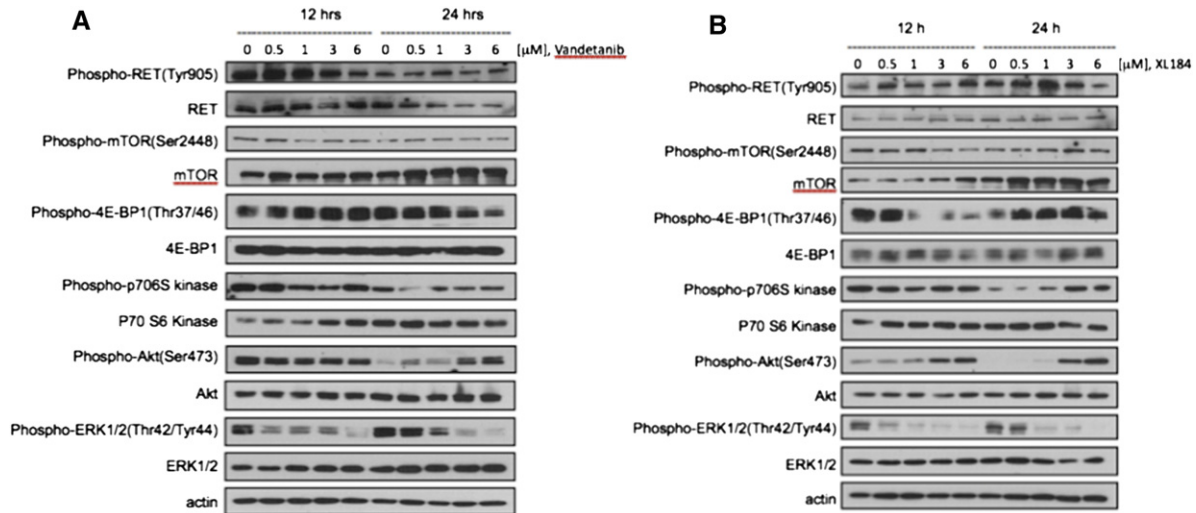 A
12 hrs 24 hrs
0 0.5 1 3 6 0 0.5 1 3 6 [μM], Vandetanib
Phospho-RET(Tyr905)
RET
Phospho-mTOR(Ser2448)
mTOR
Phospho-4E-BP1(Thr37/46)
4E-BP1
Phospho-p706S kinase
P70 S6 Kinase
Phospho-Akt(Ser473)
Akt
Phospho-ERK1/2(Thr42/Tyr44)
ERK1/2
actin
B
12 h 24 h
0 0.5 1 3 6 0 0.5 1 3 6 [μM], XL184
Phospho-RET(Tyr905)
RET
Phospho-mTOR(Ser2448)
mTOR
Phospho-4E-BP1(Thr37/46)
4E-BP1
Phospho-p706S kinase
P70 S6 Kinase
Phospho-Akt(Ser473)
Akt
Phospho-ERK1/2(Thr42/Tyr44)
ERK1/2
actin